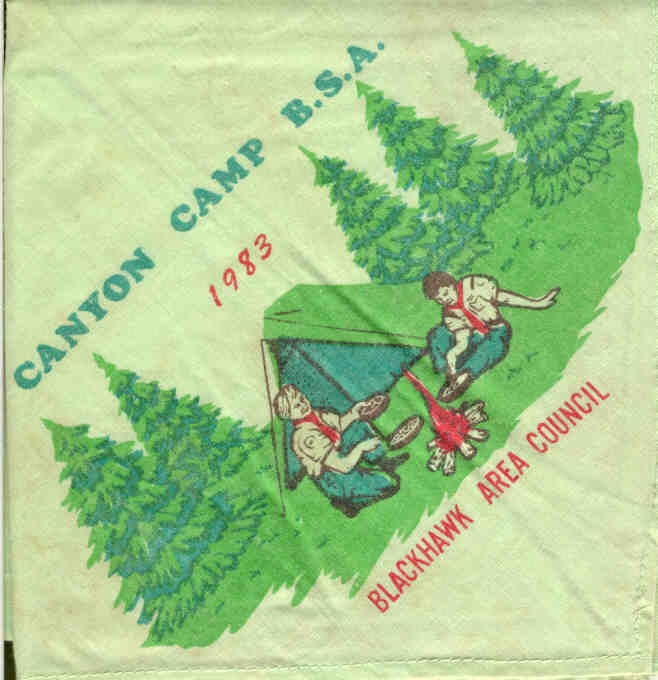 CANYON CAMP B.S.A.
1983
BLACKHAWK AREA COUNCIL